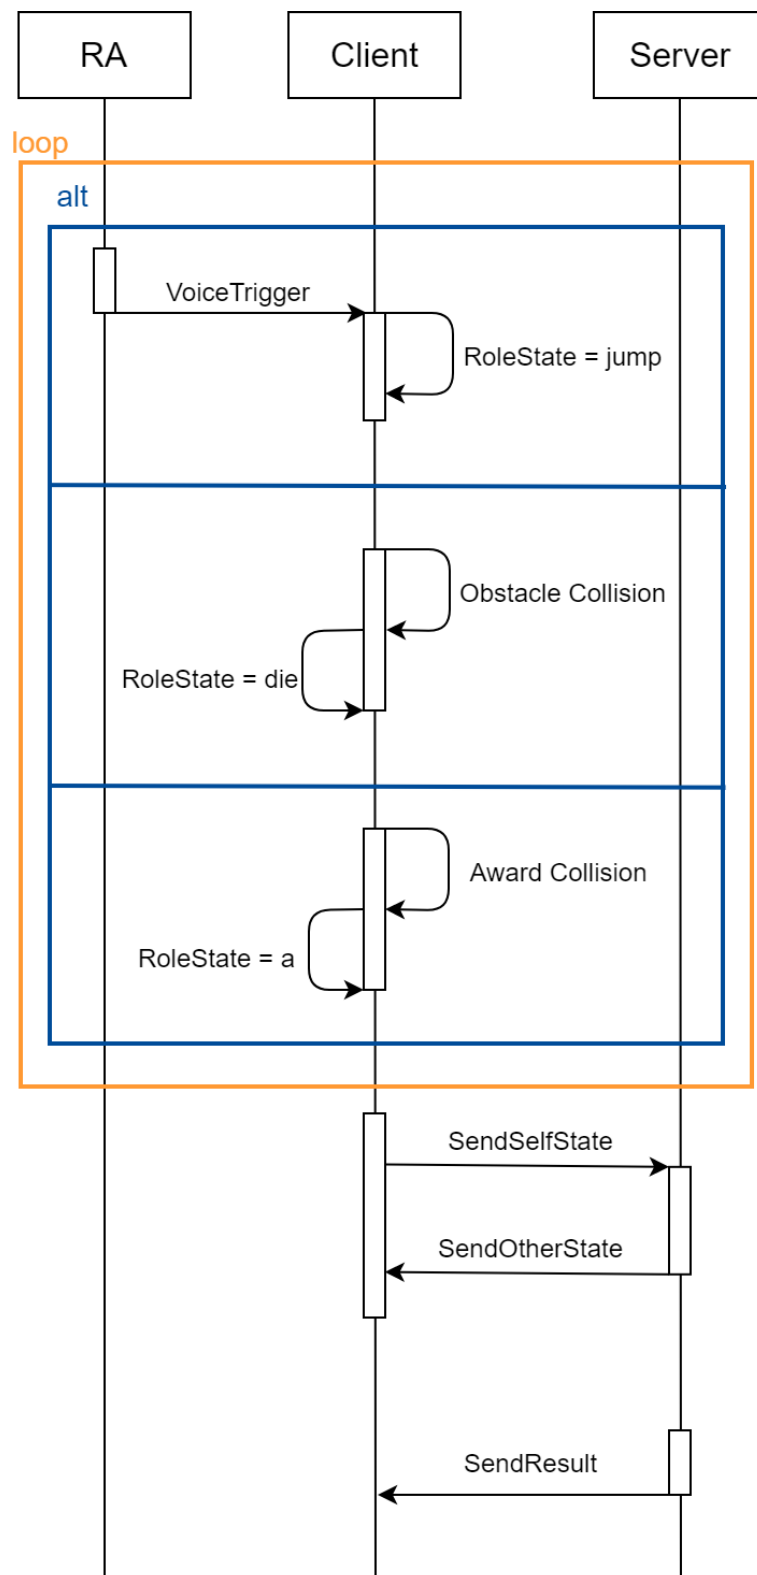 RA
Client
Server
loop
alt
VoiceTrigger
RoleState = jump
Obstacle Collision
RoleState = die
Award Collision
RoleState = a
SendSelfState
SendOtherState
SendResult